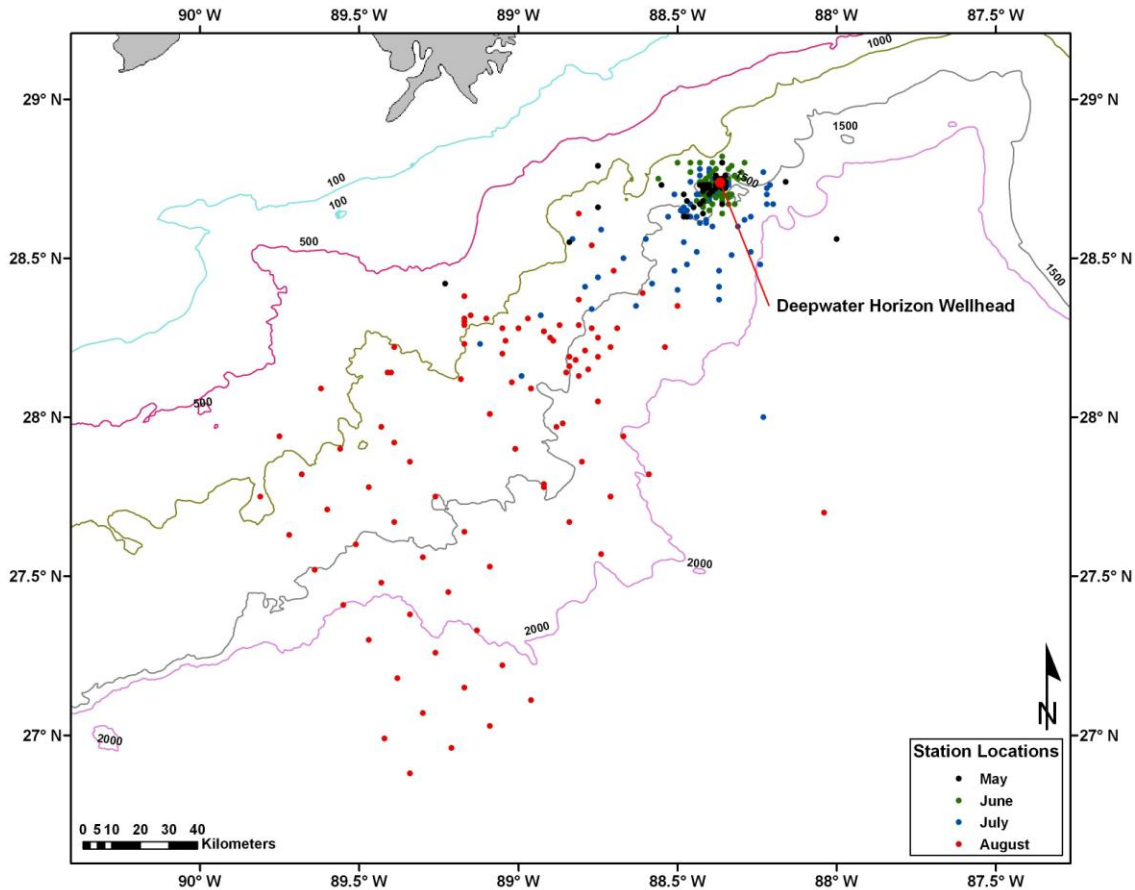 90° W 89.5° W 89° W 88.5° W 88° W 87.5° W
1000
29° N 29° N
1500
100
100
1500
500
28.5° N 28.5° N
1500
Deepwater Horizon Wellhead
500
28° N 28° N
2000
27.5° N 27.5° N
2000
2000
27° N 27° N
N
Station Locations
May
June
July
August
0 5 10 20 30 40
Kilometers
90° W 89.5° W 89° W 88.5° W 88° W 87.5° W